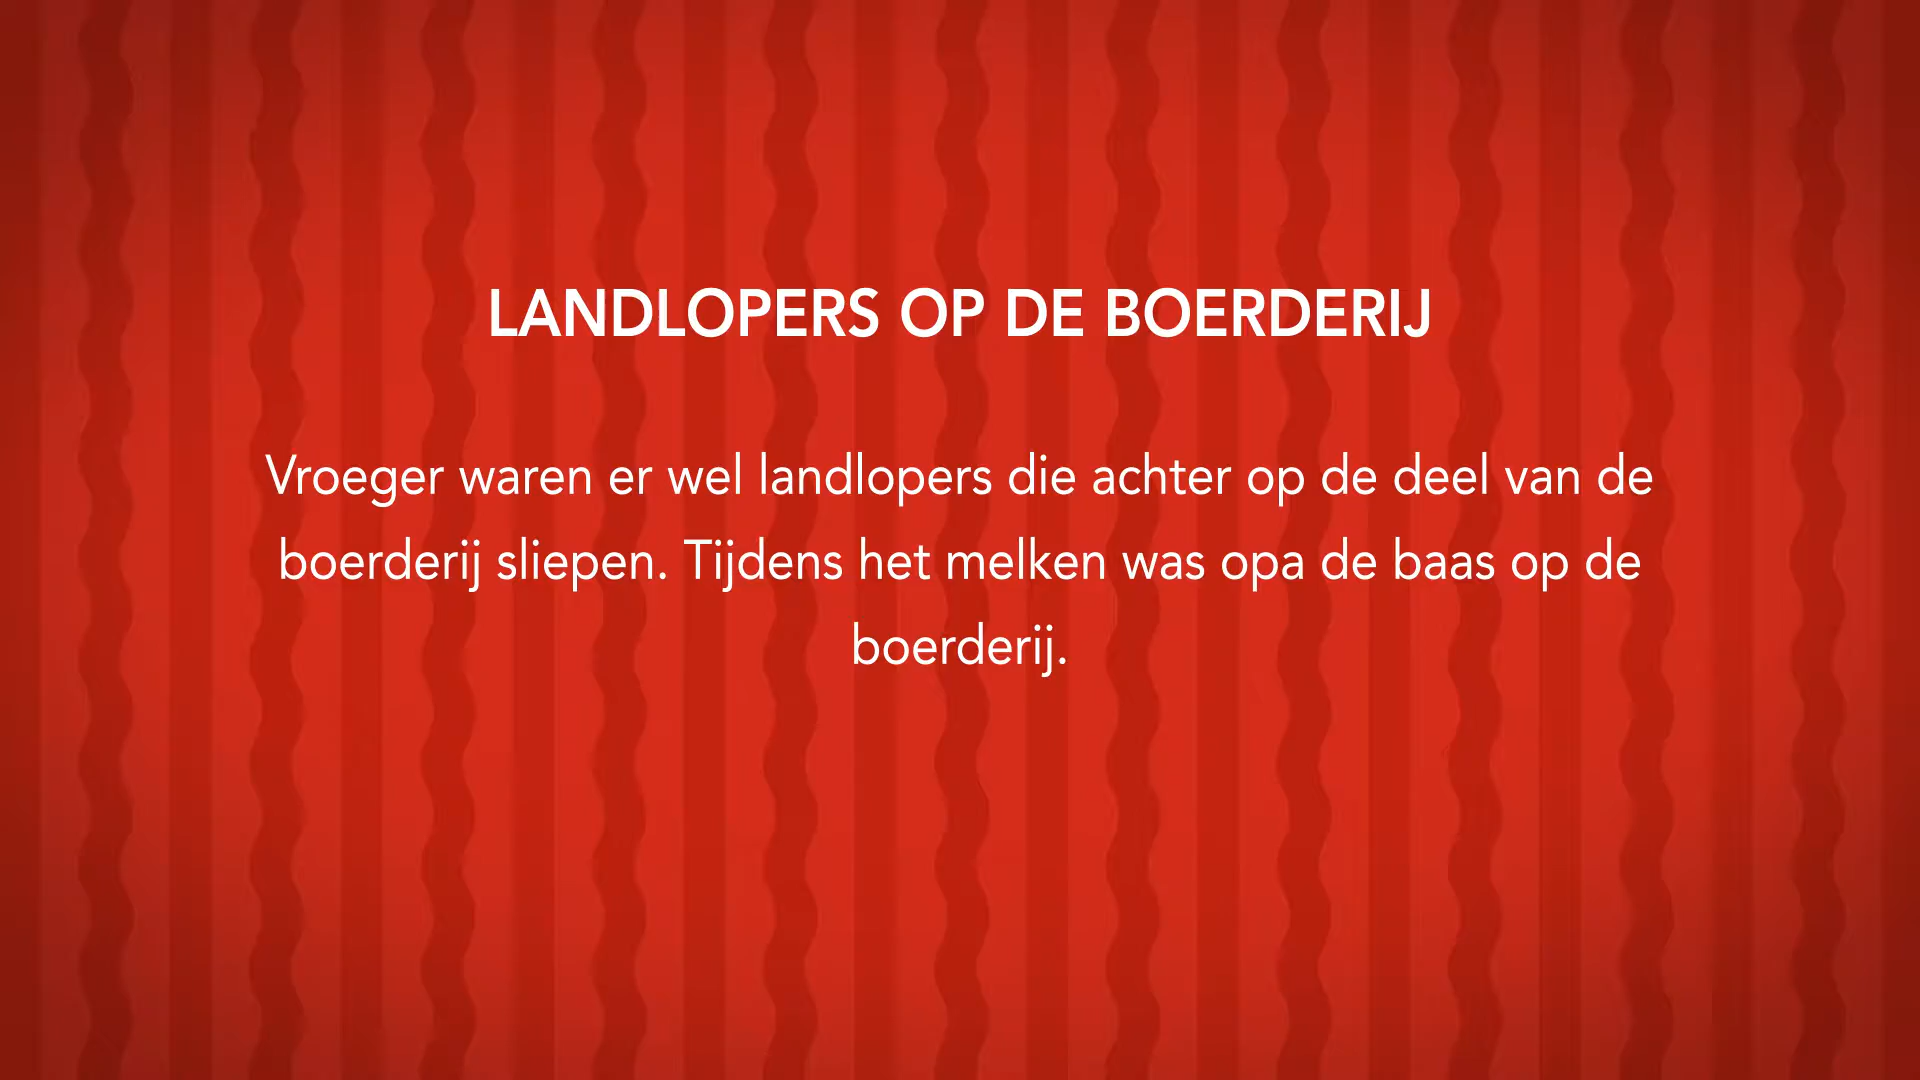 LANDLOPERS OP DE BOERDERIJ
Vroeger waren er wel landlopers die achter op de deel van de
boerderij sliepen. Tijdens het melken was opa de baas op de
boerderij.